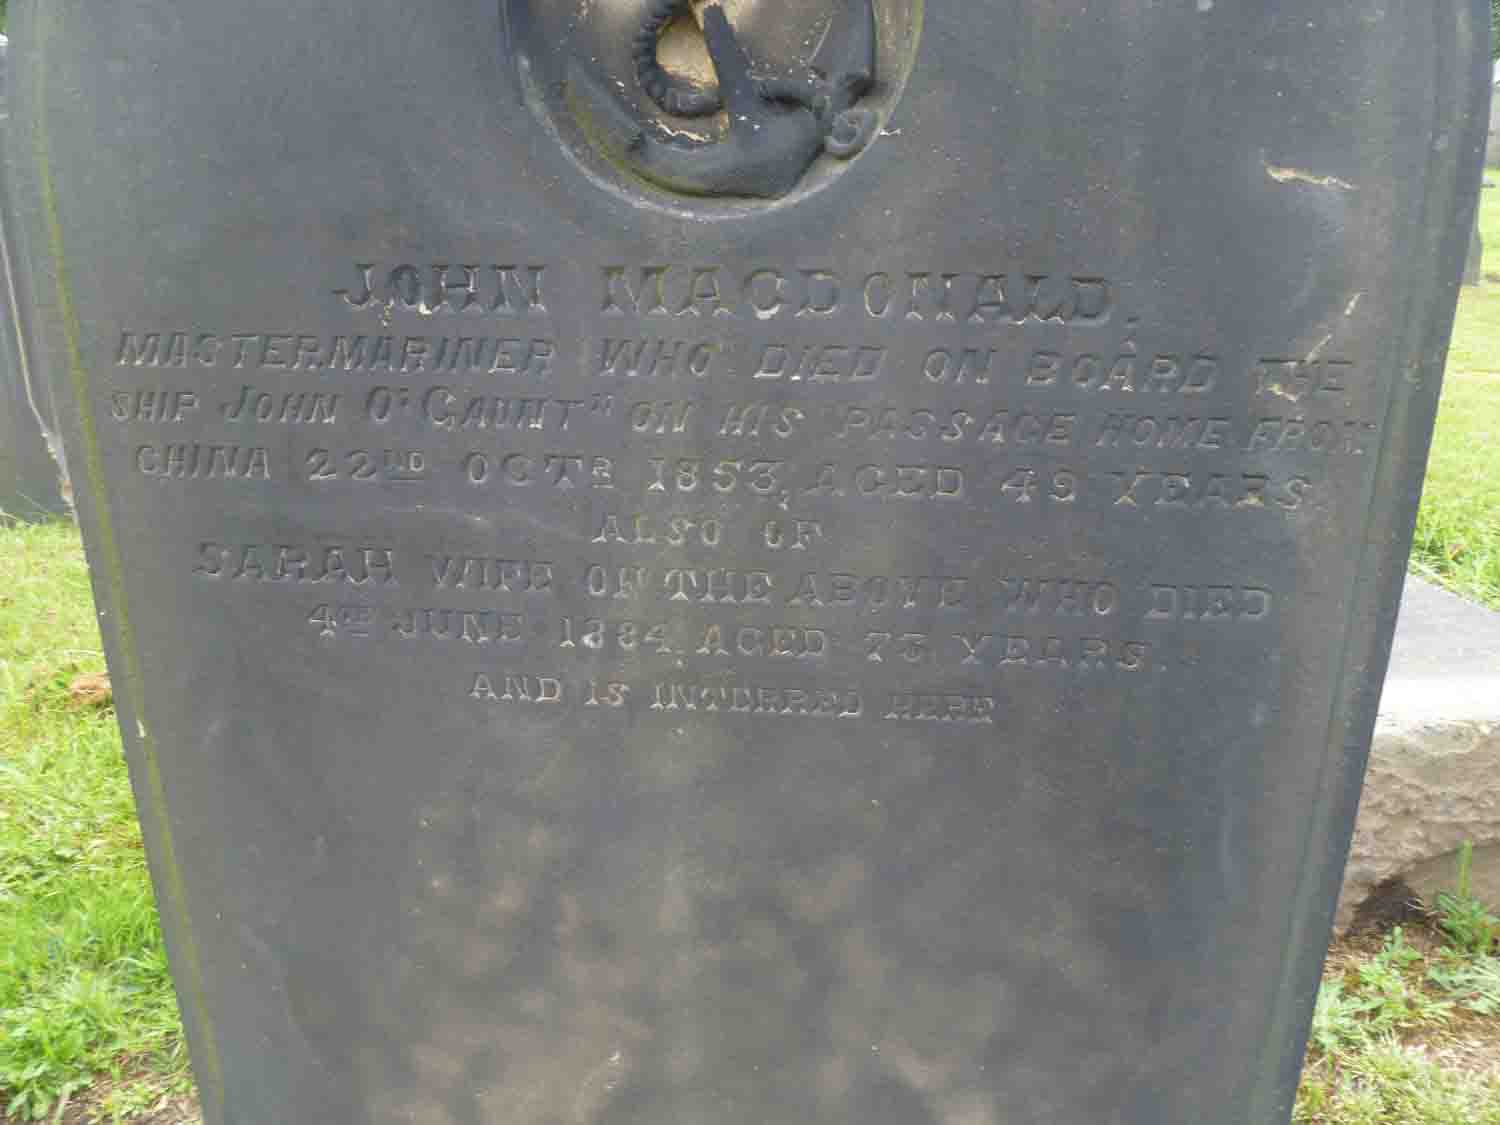 JOHN MACDONALD,
MASTER MARINER WHO DIED ON BOARD THE
SHIP JOHN O'GAUNT" ON HIS PASSAGE HOME FROM
CHINA 22ND OCTR 1853, AGED 49 YEARS
ALSO OF
SARAH WIFE OF THE ABOVE WHO DIED
4TH JUNE 1884, AGED 73 YEARS.
AND IS INTERRED HERE